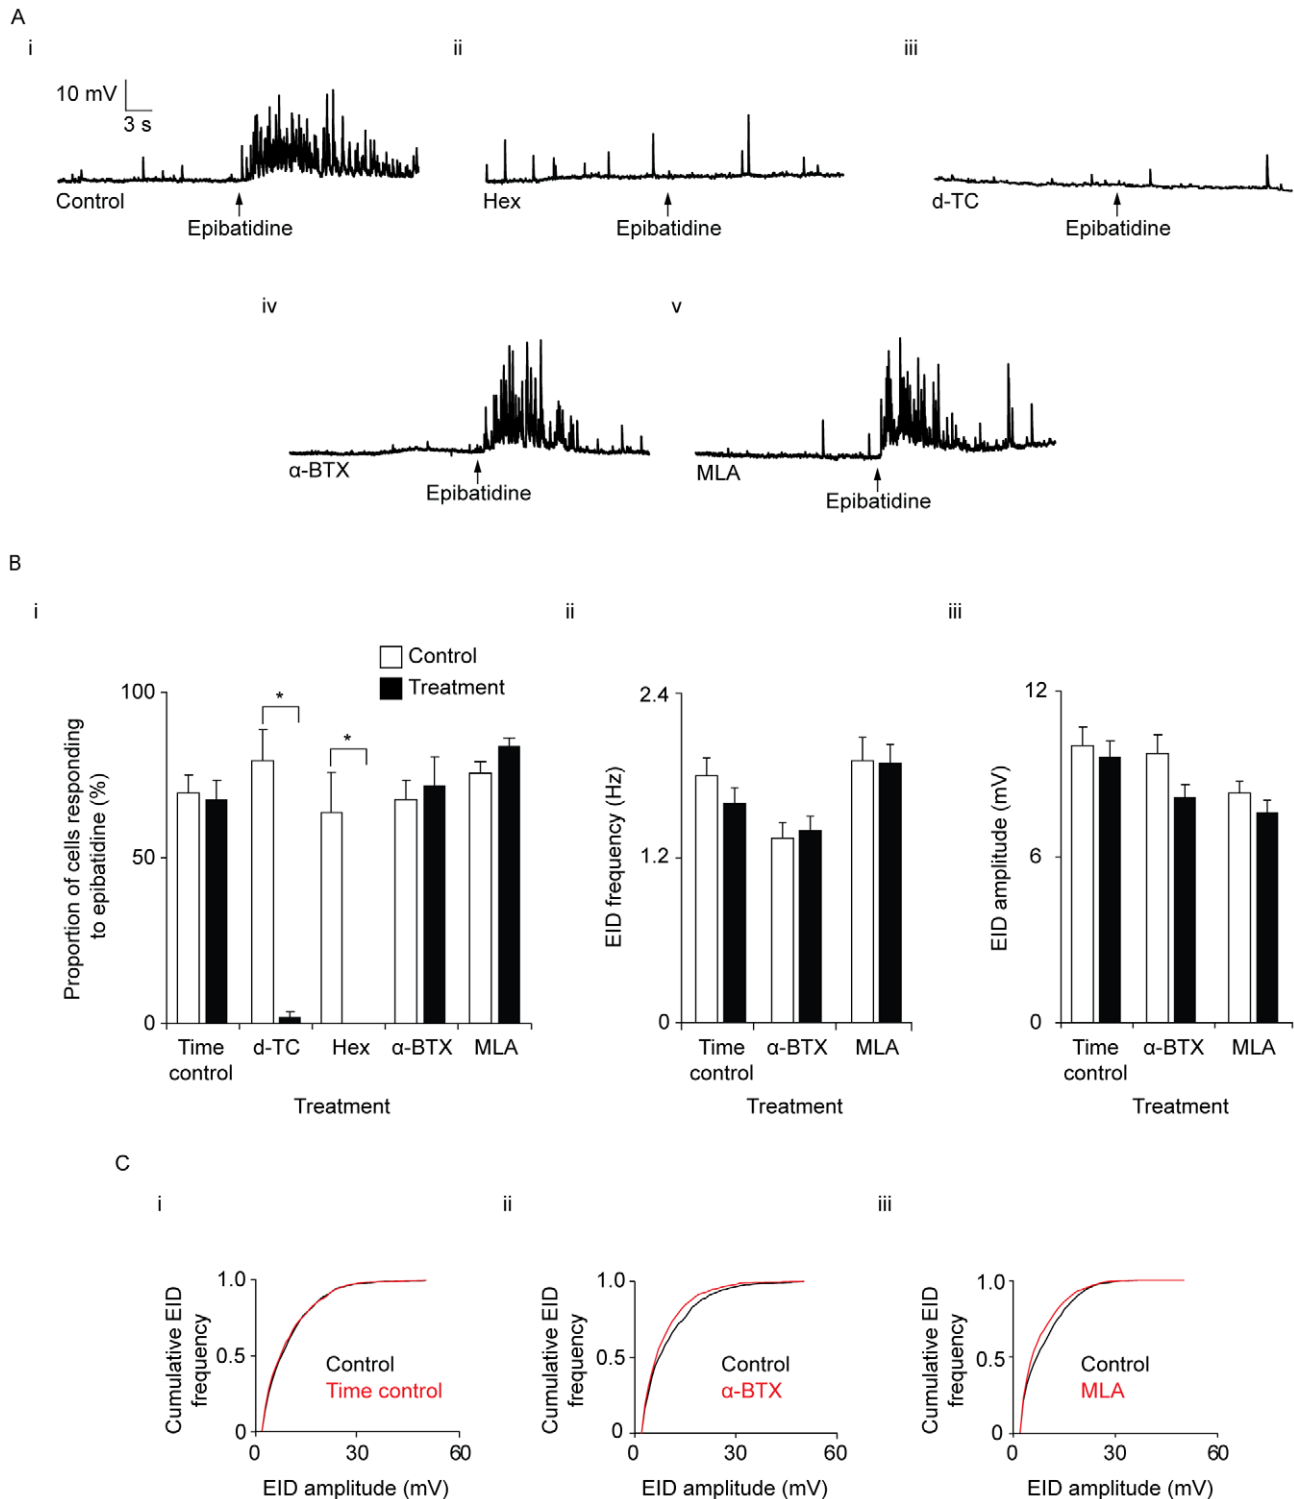 A
i
ii
iii
10 mV
3 s
Control
Hex
d-TC
Epibatidine
Epibatidine
Epibatidine
iv
v
α-BTX
MLA
Epibatidine
Epibatidine
B
i
ii
iii
Control
Treatment
Proportion of cells responding
to epibatidine (%)
100
50
0
*
*
Time
control
d-TC
Hex
α-BTX
MLA
Treatment
EID frequency (Hz)
2.4
1.2
0
Time
control
α-BTX
MLA
Treatment
EID amplitude (mV)
12
6
0
Time
control
α-BTX
MLA
Treatment
C
i
ii
iii
Cumulative EID
frequency
1.0
0.5
0
Control
Time control
0
30
60
EID amplitude (mV)
Cumulative EID
frequency
1.0
0.5
0
Control
α-BTX
0
30
60
EID amplitude (mV)
Cumulative EID
frequency
1.0
0.5
0
Control
MLA
0
30
60
EID amplitude (mV)